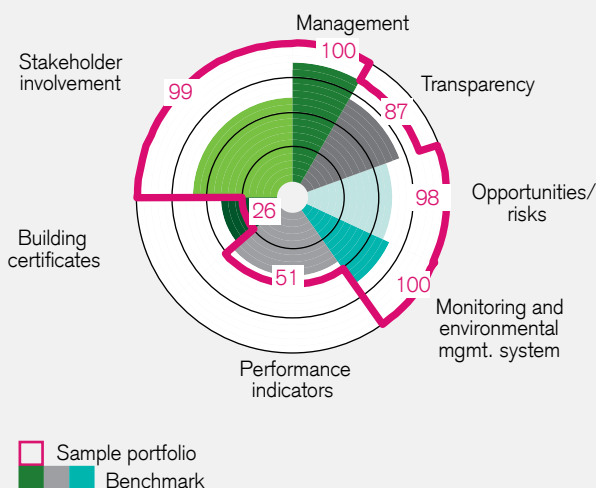 Management
100
Stakeholder
involvement
99
Transparency
87
Opportunities/
risks
98
26
Building
certificates
51
100
Monitoring and
environmental
mgmt. system
Performance
indicators
Sample portfolio
Benchmark